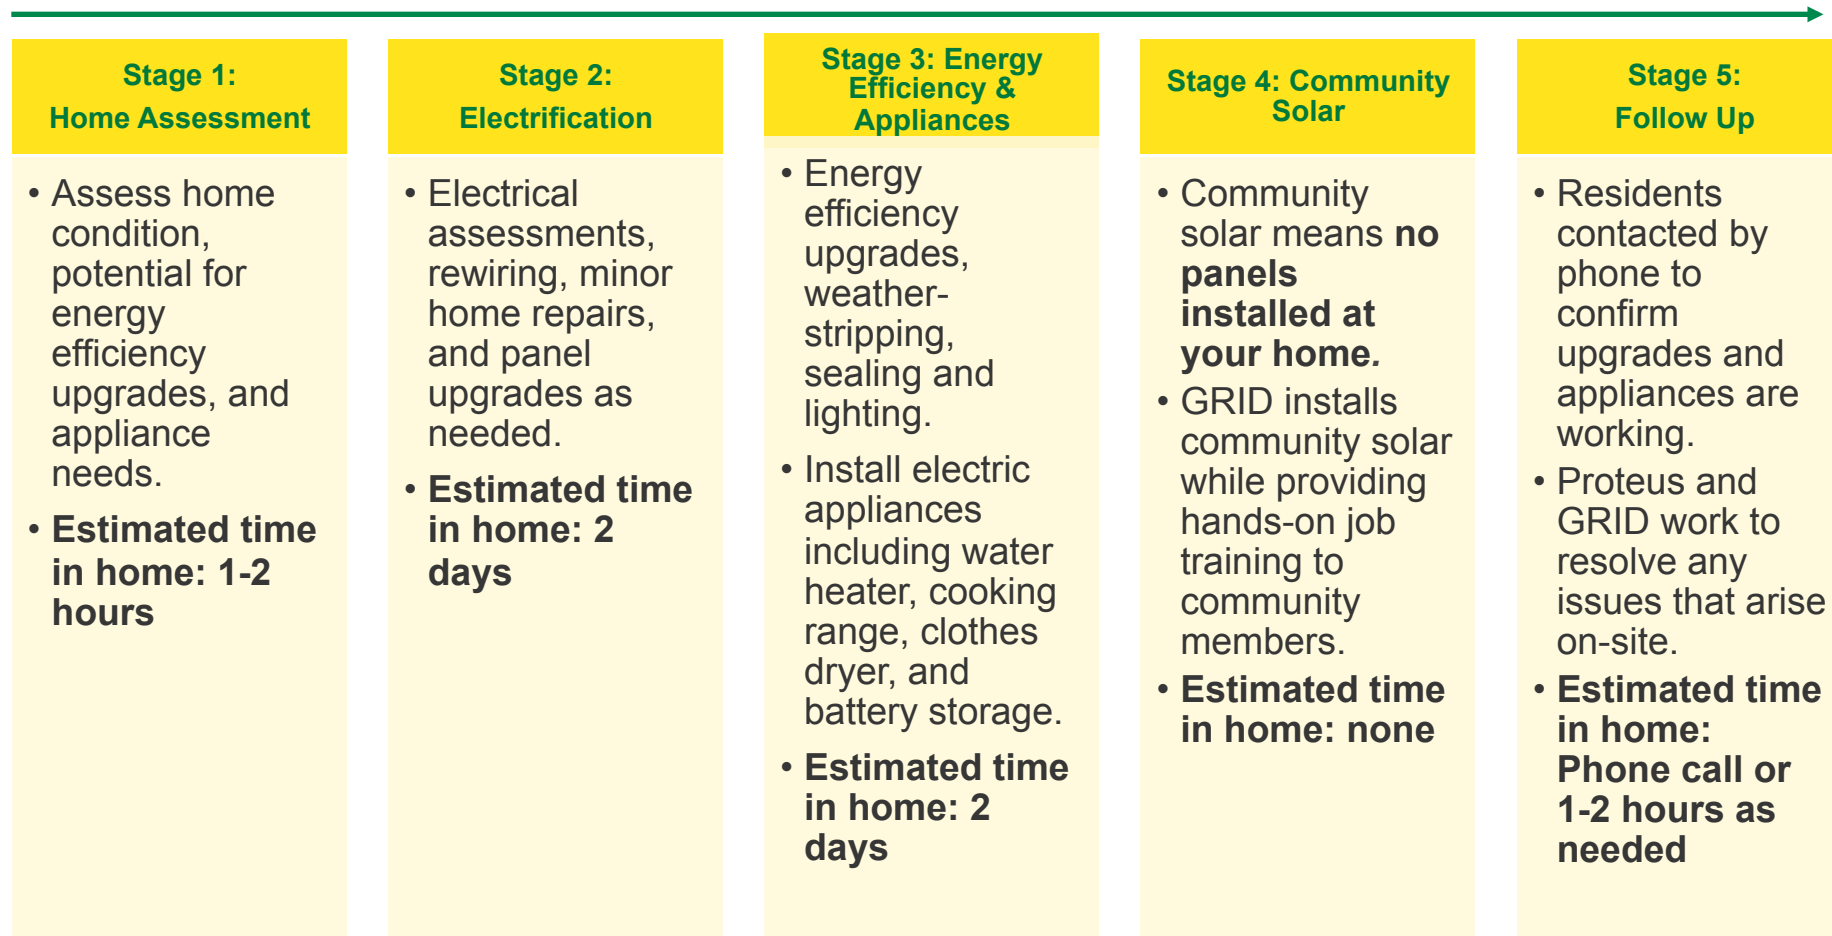 Stage 1:
Home Assessment
• Assess home
condition,
potential for
energy
efficiency
upgrades, and
appliance
needs.
• Estimated time
in home: 1-2
hours
Stage 2:
Electrification
• Electrical
assessments,
rewiring, minor
home repairs,
and panel
upgrades as
needed.
• Estimated time
in home: 2
days
Stage 3: Energy
Efficiency &
Appliances
• Energy
efficiency
upgrades,
weather-
stripping,
sealing and
lighting.
• Install electric
appliances
including water
heater, cooking
range, clothes
dryer, and
battery storage.
• Estimated time
in home: 2
days
Stage 4: Community
Solar
• Community
solar means no
panels
installed at
your home.
• GRID installs
community solar
while providing
hands-on job
training to
community
members.
• Estimated time
in home: none
Stage 5:
Follow Up
• Residents
contacted by
phone to
confirm
upgrades and
appliances are
working.
• Proteus and
GRID work to
resolve any
issues that arise
on-site.
• Estimated time
in home:
Phone call or
1-2 hours as
needed